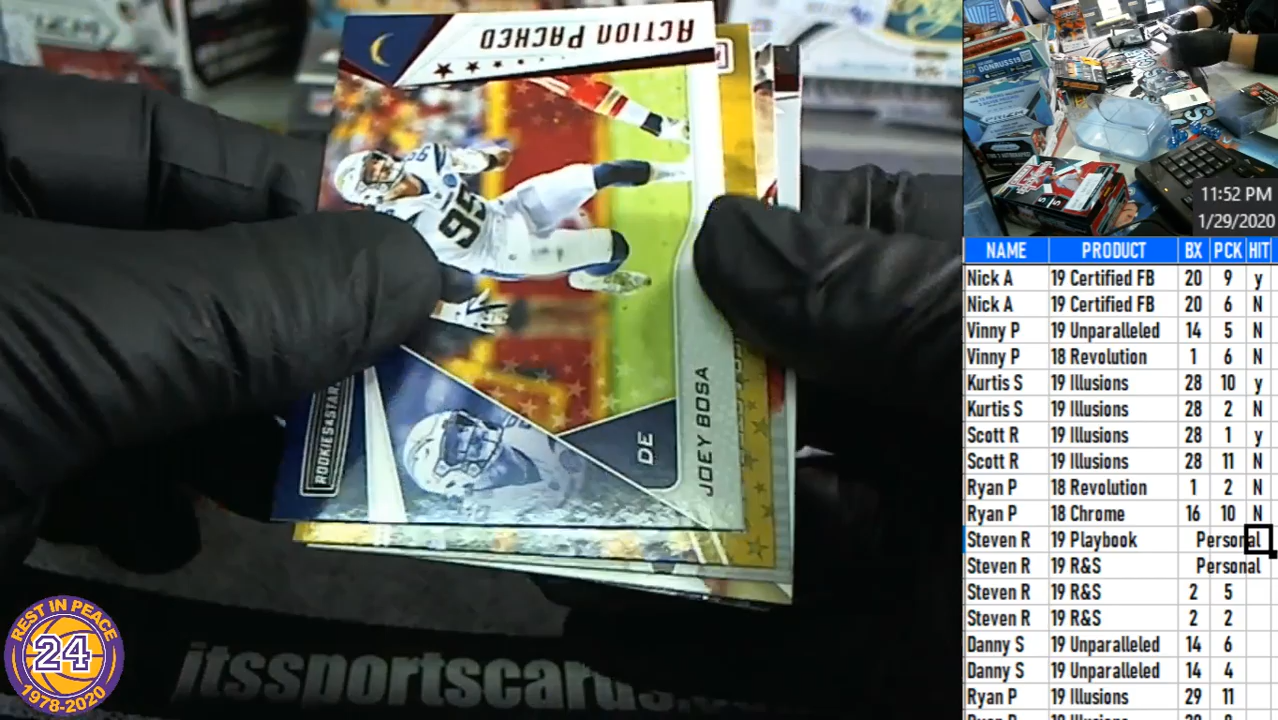 ACTION PACKED
95
ROOKIES & STARS
DE
JOEY BOSA
jtssportscards
REST IN PEACE
24
1978-2020
DONRUSS19
11:52 PM
1/29/2020
NAME PRODUCT BX PCK HIT
Nick A 19 Certified FB 20 9 y
Nick A 19 Certified FB 20 6 N
Vinny P 19 Unparalleled 14 5 N
Vinny P 18 Revolution 1 6 N
Kurtis S 19 Illusions 28 10 y
Kurtis S 19 Illusions 28 2 N
Scott R 19 Illusions 28 1 y
Scott R 19 Illusions 28 11 N
Ryan P 18 Revolution 1 2 N
Ryan P 18 Chrome 16 10 N
Steven R 19 Playbook Personal
Steven R 19 R&S Personal
Steven R 19 R&S 2 5
Steven R 19 R&S 2 2
Danny S 19 Unparalleled 14 6
Danny S 19 Unparalleled 14 4
Ryan P 19 Illusions 29 11